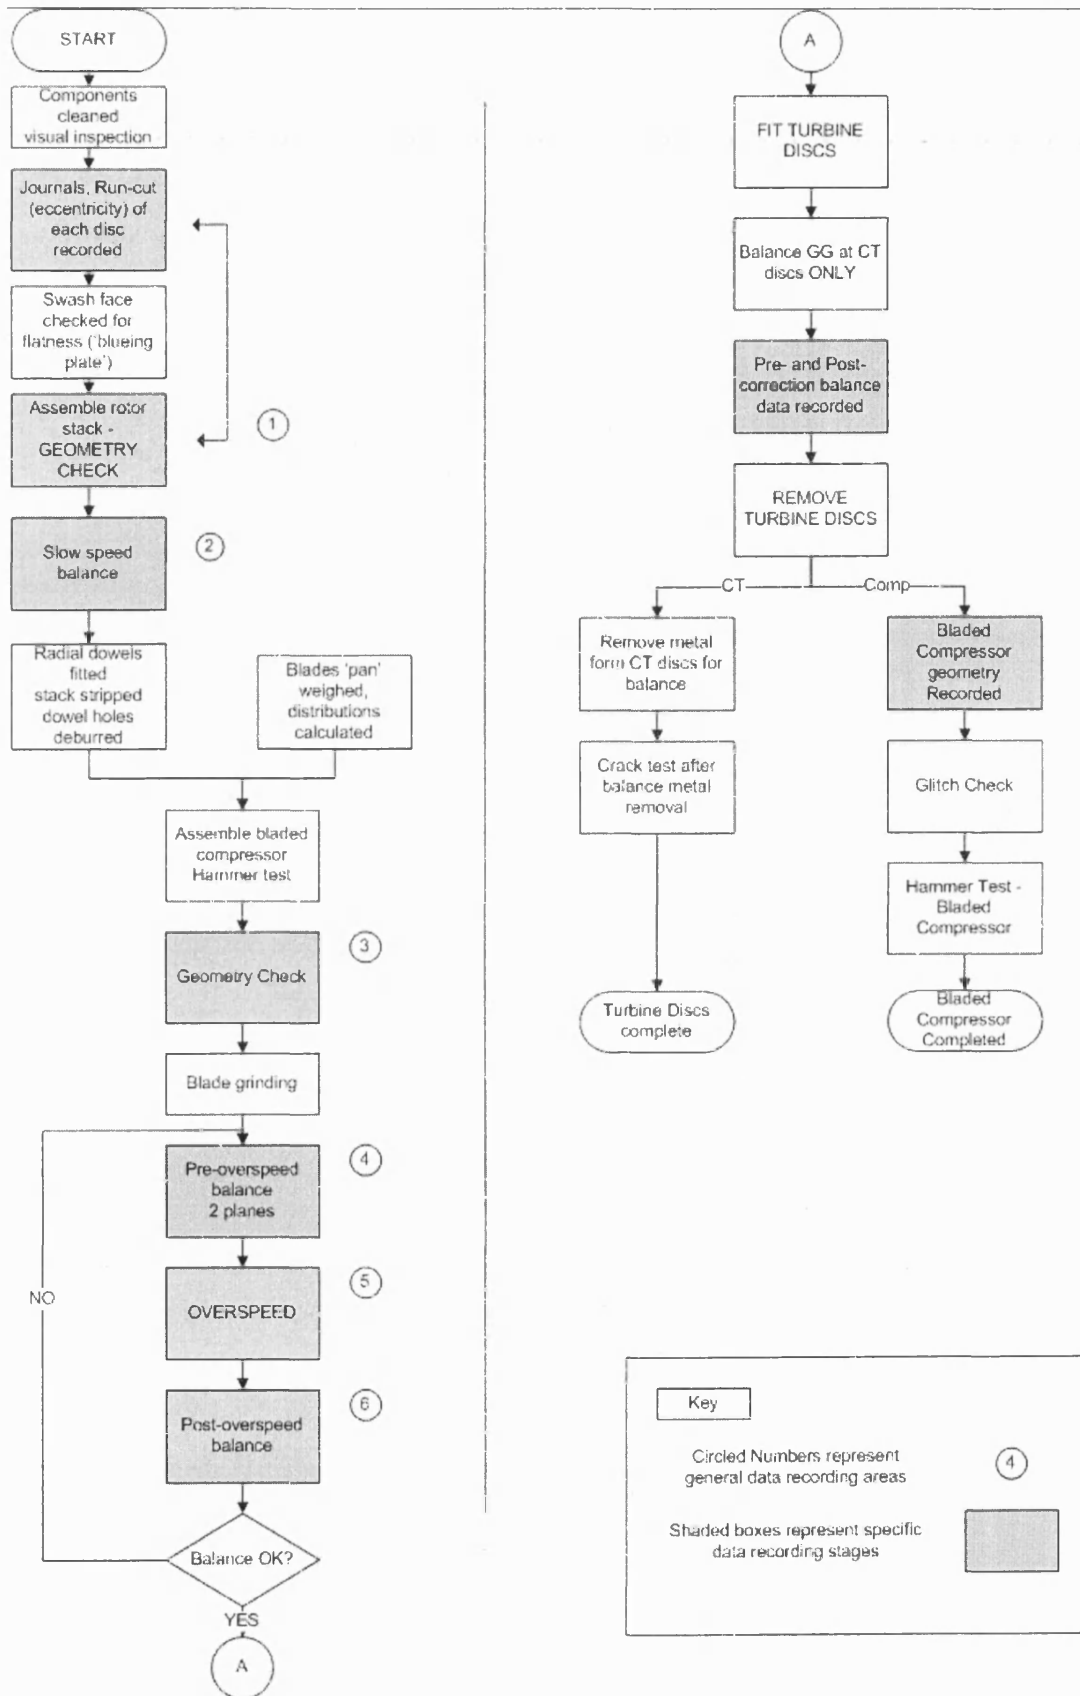 START
Components
cleaned
visual inspection
Journals, Run-cut
(eccentricity) of
each disc
recorded
Swash face
checked for
flatness ('blueing
plate')
Assemble rotor
stack -
GEOMETRY
CHECK
1
Slow speed
balance
2
Radial dowels
fitted
stack stripped
dowel holes
deburred
Blades 'pan'
weighed,
distributions
calculated
Assemble bladed
compressor
Hammer test
Geometry Check
3
Blade grinding
Pre-overspeed
balance
2 planes
4
OVERSPEED
5
NO
Post-overspeed
balance
6
Balance OK?
YES
A
A
FIT TURBINE
DISCS
Balance GG at CT
discs ONLY
Pre- and Post-
correction balance
data recorded
REMOVE
TURBINE DISCS
CT
Comp
Remove metal
form CT discs for
balance
Crack test after
balance metal
removal
Turbine Discs
complete
Bladed
Compressor
geometry
Recorded
Glitch Check
Hammer Test -
Bladed
Compressor
Bladed
Compressor
Completed
Key
Circled Numbers represent
general data recording areas
4
Shaded boxes represent specific
data recording stages